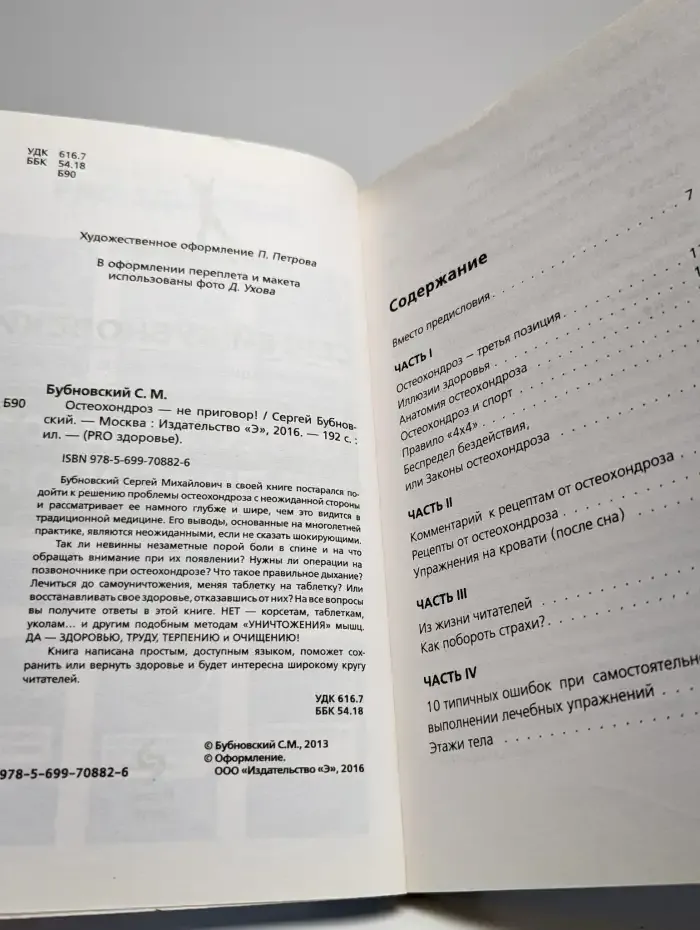 УДК 616.7
ББК 54.18
Б90
Художественное оформление П. Петрова
В оформлении переплета и макета
использованы фото Д. Ухова
Бубновский С. М.
Б90 Остеохондроз — не приговор! / Сергей Бубнов-
ский. — Москва : Издательство «Э», 2016. — 192 с. :
ил. — (PRO здоровье).
ISBN 978-5-699-70882-6
Бубновский Сергей Михайлович в своей книге постарался по-
дойти к решению проблемы остеохондроза с неожиданной стороны
и рассматривает ее намного глубже и шире, чем это видится в
традиционной медицине. Его выводы, основанные на многолетней
практике, являются неожиданными, если не сказать шокирующими.
Так ли невинны незаметные порой боли в спине и на что
обращать внимание при их появлении? Нужны ли операции на
позвоночнике при остеохондрозе? Что такое правильное дыхание?
Лечиться до самоуничтожения, меняя таблетку на таблетку? Или
восстанавливать свое здоровье, отказавшись от них? На все вопросы
вы получите ответы в этой книге. НЕТ — корсетам, таблеткам,
уколам... и другим подобным методам «УНИЧТОЖЕНИЯ» мышц.
ДА — ЗДОРОВЬЮ, ТРУДУ, ТЕРПЕНИЮ и ОЧИЩЕНИЮ!
Книга написана простым, доступным языком, поможет сох-
ранить или вернуть здоровье и будет интересна широкому кругу
читателей.
УДК 616.7
ББК 54.18
© Бубновский С.М., 2013
© Оформление.
ООО «Издательство «Э», 2016
978-5-699-70882-6
Содержание
Вместо предисловия . . . . . . . . . . . . . . . . 7
ЧАСТЬ I
Остеохондроз — третья позиция . . . . . . . . . .
Иллюзии здоровья . . . . . . . . . . . . . . . . .
Анатомия остеохондроза
Остеохондроз и спорт . . . . . . . . . . . . . . .
Правило «4х4» . . . . . . . . . . . . . . . . . . .
Беспредел бездействия,
или Законы остеохондроза . . . . . . . . . . . . .
ЧАСТЬ II
Комментарий к рецептам от остеохондроза . . . . .
Рецепты от остеохондроза . . . . . . . . . . . . .
Упражнения на кровати (после сна) . . . . . . . .
ЧАСТЬ III
Из жизни читателей . . . . . . . . . . . . . . . .
Как побороть страхи? . . . . . . . . . . . . . . .
ЧАСТЬ IV
10 типичных ошибок при самостоятельно
выполнении лечебных упражнений . . . . . . . . . .
Этажи тела . . . . . . . . . . . . . . . . . . . .